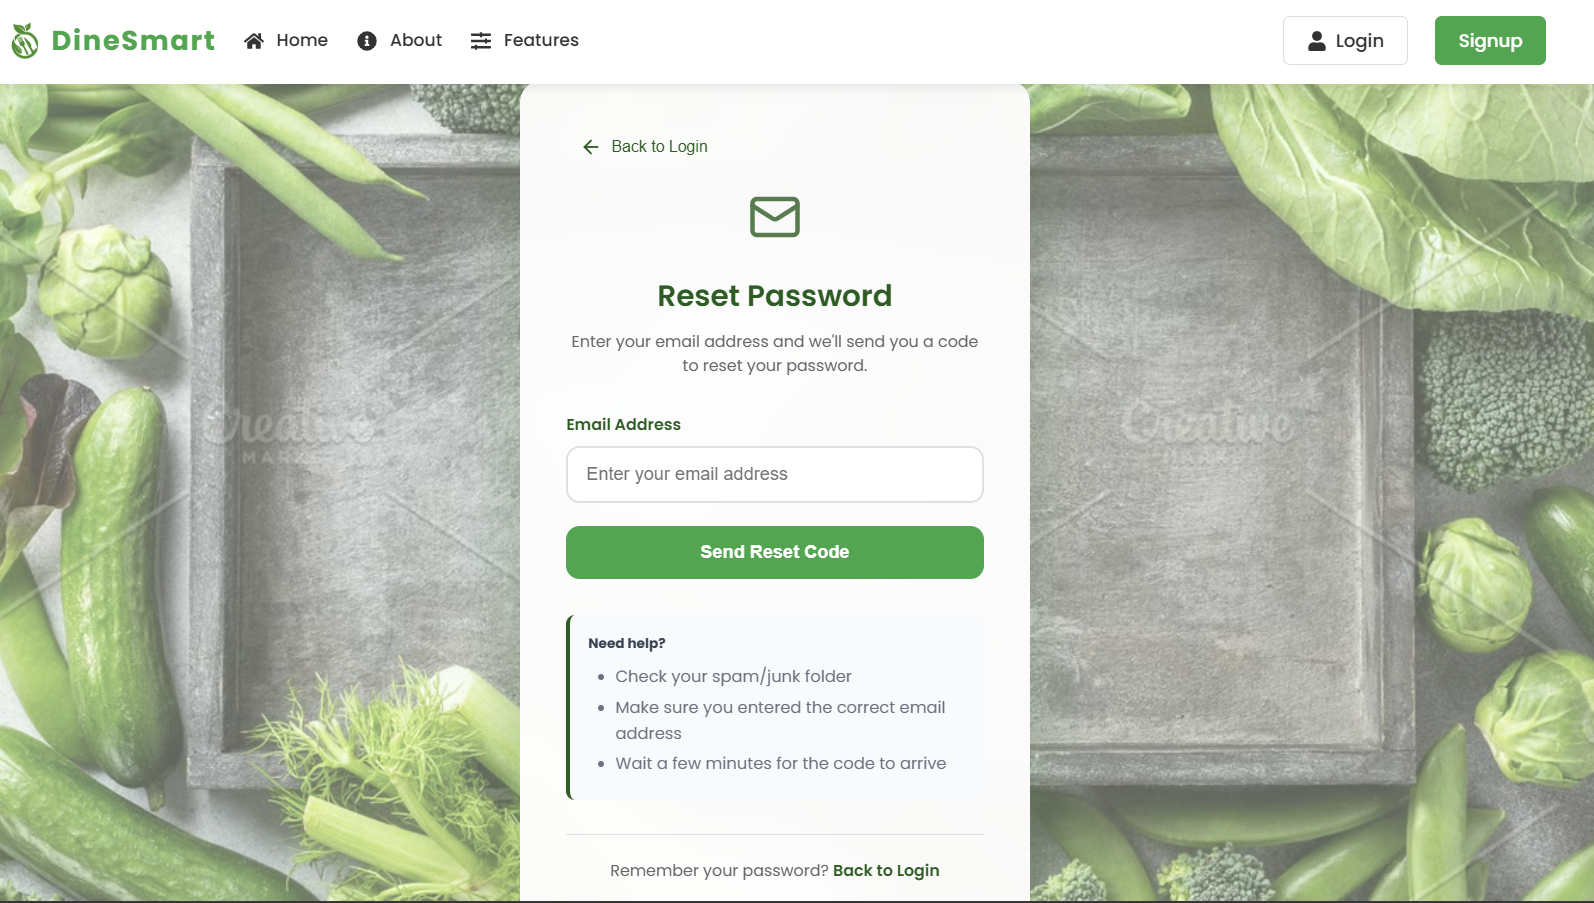 DineSmart
Home
About
Features
Login
Signup
Back to Login
Reset Password
Enter your email address and we'll send you a code
to reset your password.
Email Address
Enter your email address
Send Reset Code
Need help?
• Check your spam/junk folder
• Make sure you entered the correct email
address
• Wait a few minutes for the code to arrive
Remember your password? Back to Login
Creative
Creative